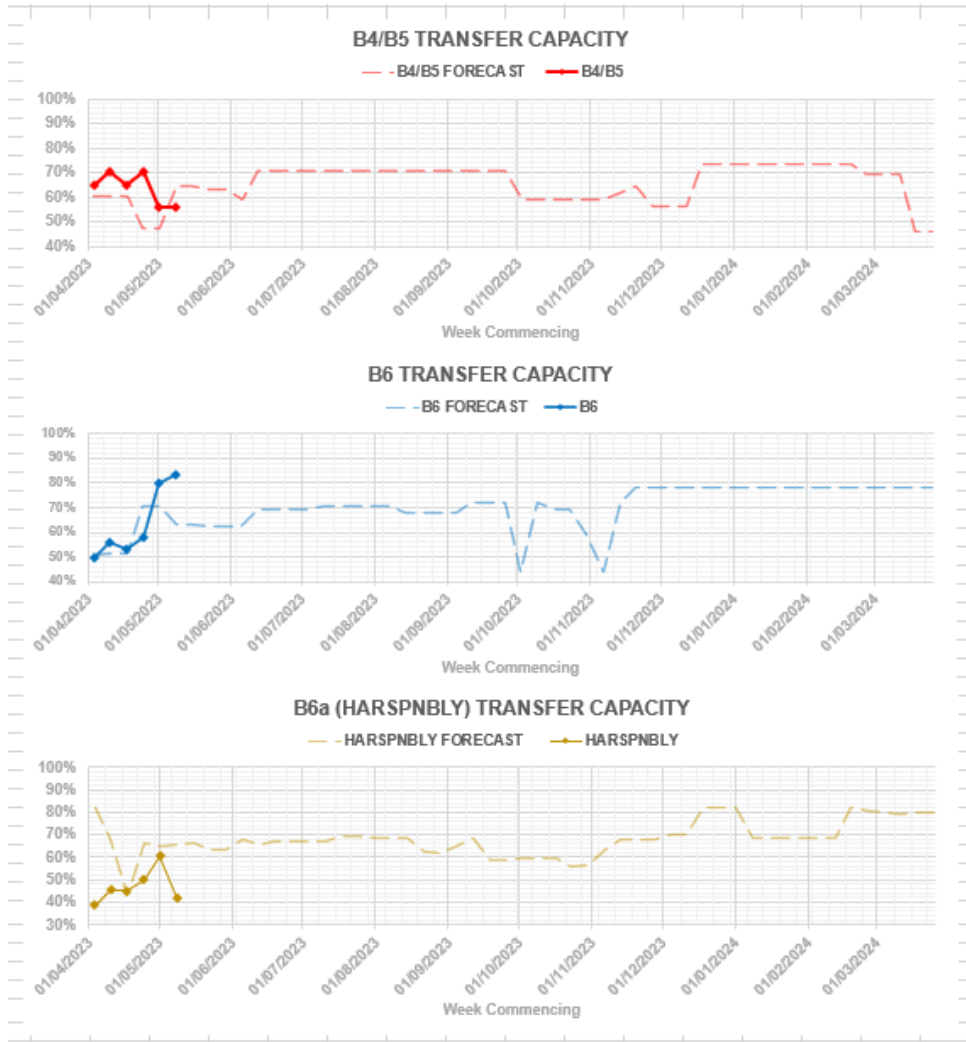 B4/B5 TRANSFER CAPACITY
B4/B5 FORECAST B4/B5
100%
90%
80%
70%
60%
50%
40%
01/04/2023 01/05/2023 01/06/2023 01/07/2023 01/08/2023 01/09/2023 01/10/2023 01/11/2023 01/12/2023 01/01/2024 01/02/2024 01/03/2024
Week Commencing
B6 TRANSFER CAPACITY
B6 FORECAST B6
100%
90%
80%
70%
60%
50%
40%
01/04/2023 01/05/2023 01/06/2023 01/07/2023 01/08/2023 01/09/2023 01/10/2023 01/11/2023 01/12/2023 01/01/2024 01/02/2024 01/03/2024
Week Commencing
B6a (HARSPNBLY) TRANSFER CAPACITY
HARSPNBLY FORECAST HARSPNBLY
100%
90%
80%
70%
60%
50%
40%
30%
01/04/2023 01/05/2023 01/06/2023 01/07/2023 01/08/2023 01/09/2023 01/10/2023 01/11/2023 01/12/2023 01/01/2024 01/02/2024 01/03/2024
Week Commencing